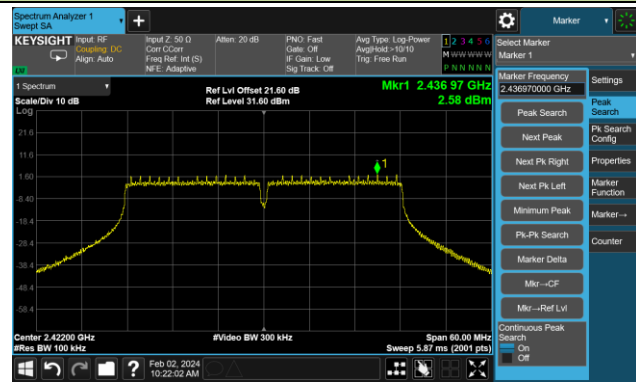 Spectrum Analyzer 1
Swept SA
+
Marker
KEYSIGHT
Input: RF
Coupling: DC
Align: Auto
Input Z: 50 Ω
Corr CCorr
Freq Ref: Int (S)
NFE: Adaptive
Atten: 20 dB
PNO: Fast
Gate: Off
IF Gain: Low
Sig Track: Off
Avg Type: Log-Power
Avg|Hold:>10/10
Trig: Free Run
1 2 3 4 5 6
M W W W W W
P N N N N N
Select Marker
Marker 1
LW
1 Spectrum
Scale/Div 10 dB
Log
Ref Lvl Offset 21.60 dB
Ref Level 31.60 dBm
Mkr1 2.436 97 GHz
2.58 dBm
21.6
11.6
1.60
-8.40
-18.4
-28.4
-38.4
-48.4
-58.4
1
Center 2.42200 GHz
#Res BW 100 kHz
#Video BW 300 kHz
Span 60.00 MHz
Sweep 5.87 ms (2001 pts)
Marker Frequency
2.436970000 GHz
Peak Search
Next Peak
Next Pk Right
Next Pk Left
Minimum Peak
Pk-Pk Search
Marker Delta
Mkr→CF
Mkr→Ref Lvl
Continuous Peak
Search
On
Off
Settings
Peak
Search
Pk Search
Config
Properties
Marker
Function
Marker→
Counter
?
Feb 02, 2024
10:22:02 AM